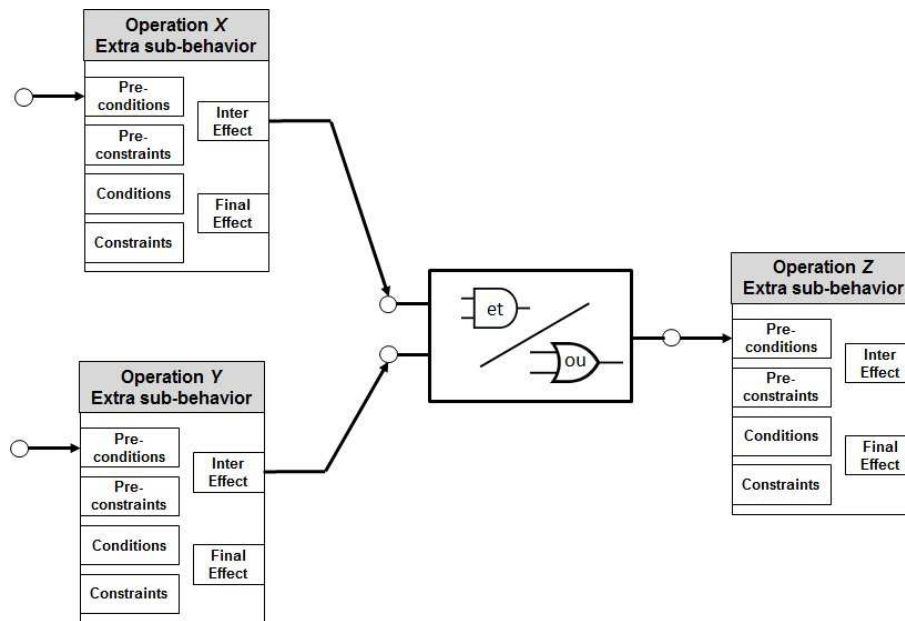 Operation X
Extra sub-behavior
Pre-
conditions
Pre-
constraints
Conditions
Constraints
Inter
Effect
Final
Effect
Operation Y
Extra sub-behavior
Pre-
conditions
Pre-
constraints
Conditions
Constraints
Inter
Effect
Final
Effect
et
ou
Operation Z
Extra sub-behavior
Pre-
conditions
Pre-
constraints
Conditions
Constraints
Inter
Effect
Final
Effect